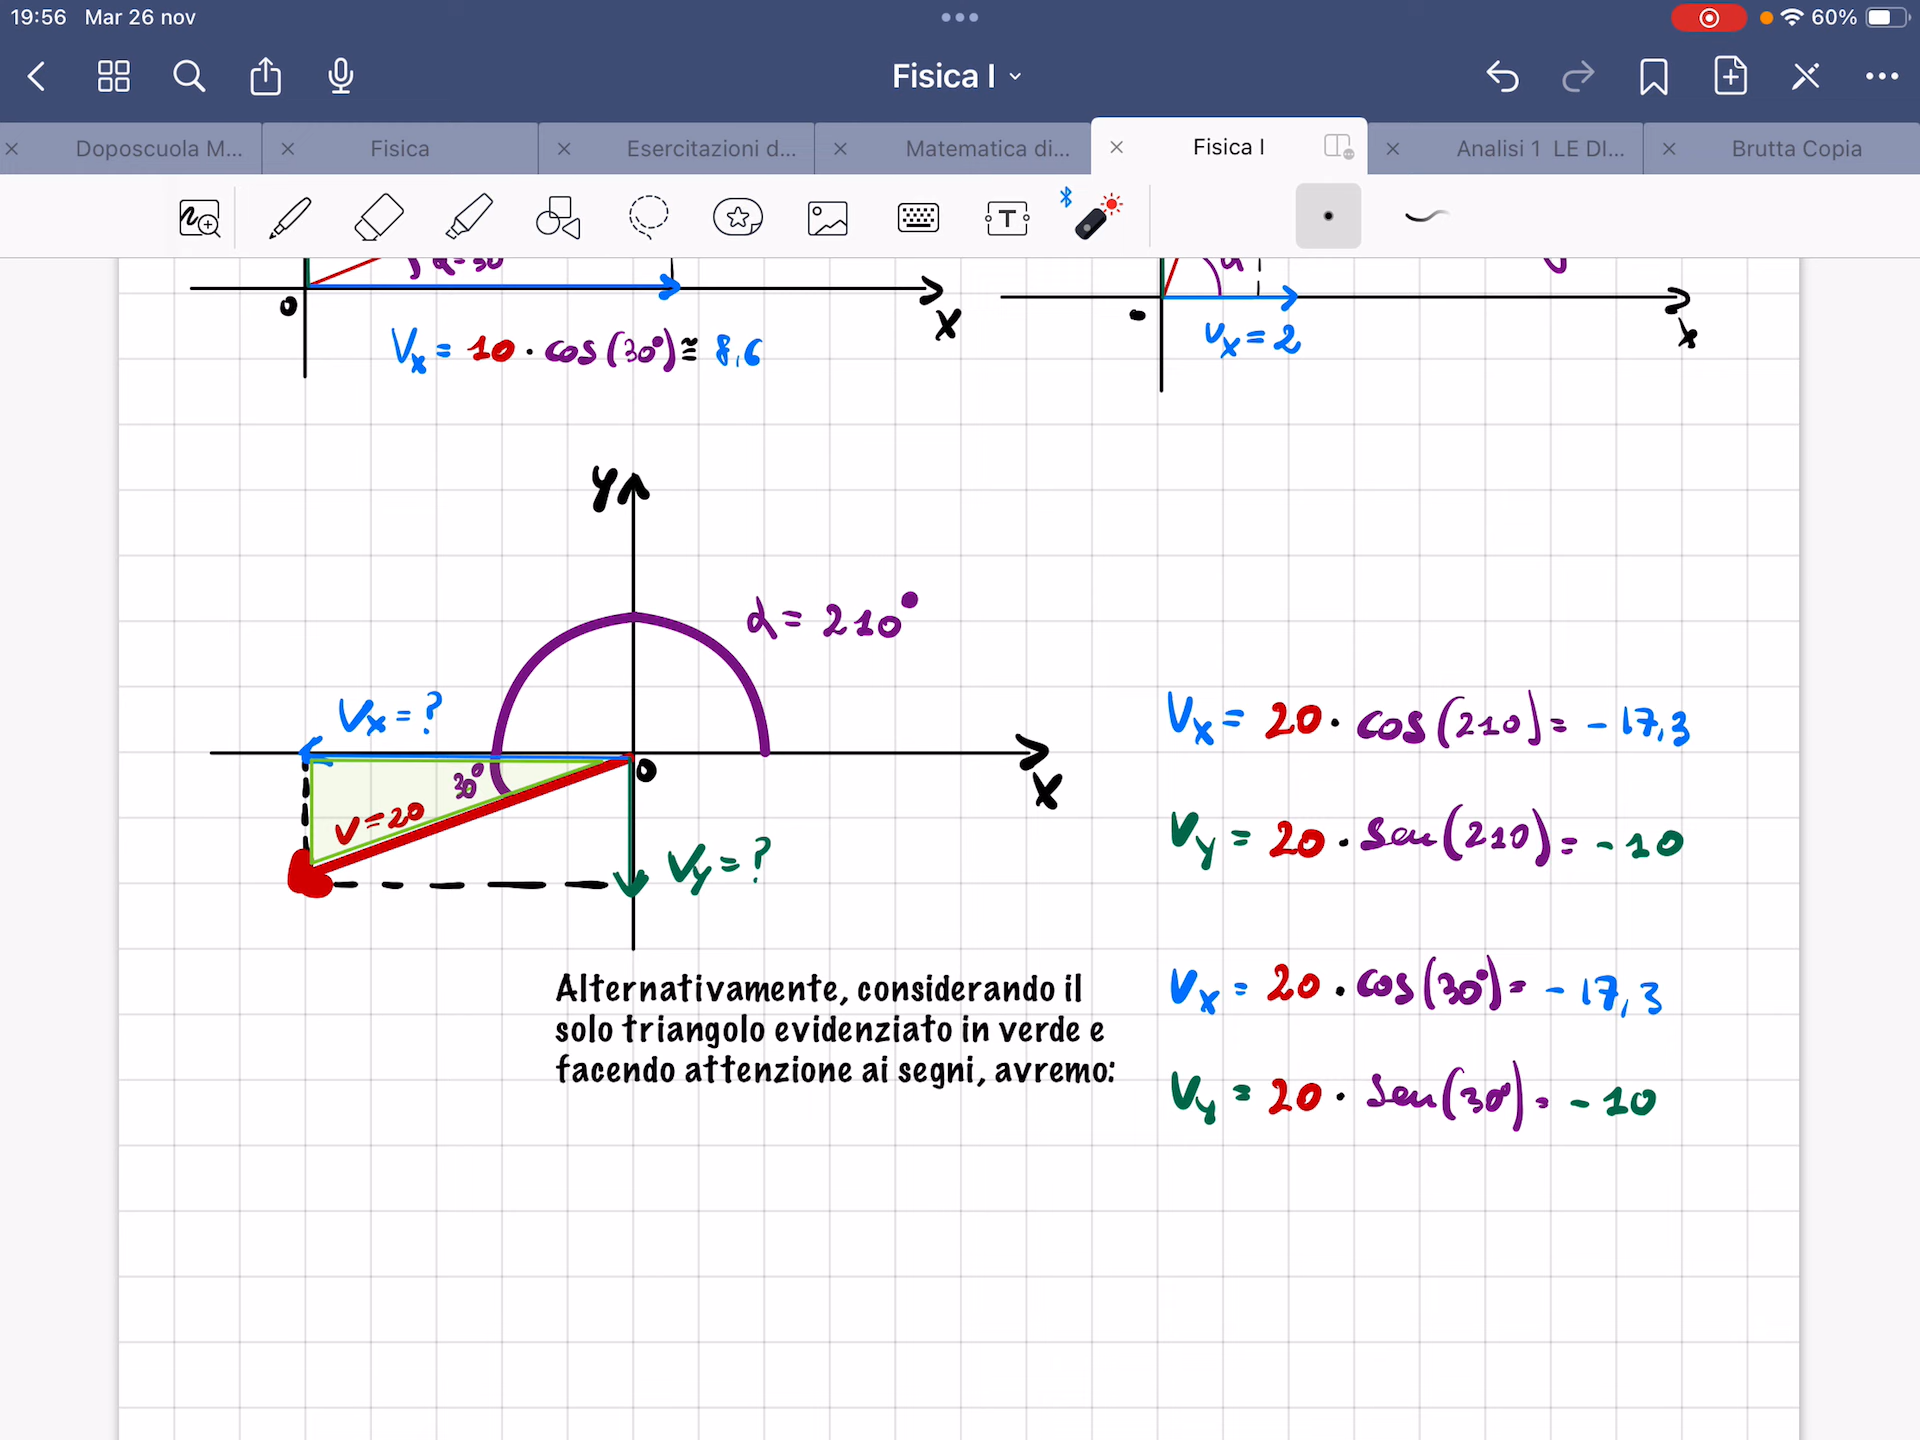 19:56 Mar 26 nov
60%
Fisica I
Doposcuola M...
Fisica
Esercitazioni d...
Matematica di...
Fisica I
Analisi 1 LE DI...
Brutta Copia
T
0
x
Vx = 10 · cos(30°) ≅ 8,6
Vx = 2
x
y
α = 210°
Vx = ?
30°
0
x
V = 20
Vy = ?
Vx = 20 · cos(210) = -17,3
Vy = 20 · sen(210) = -10
Alternativamente, considerando il
solo triangolo evidenziato in verde e
facendo attenzione ai segni, avremo:
Vx = 20 · cos(30°) = -17,3
Vy = 20 · sen(30°) = -10